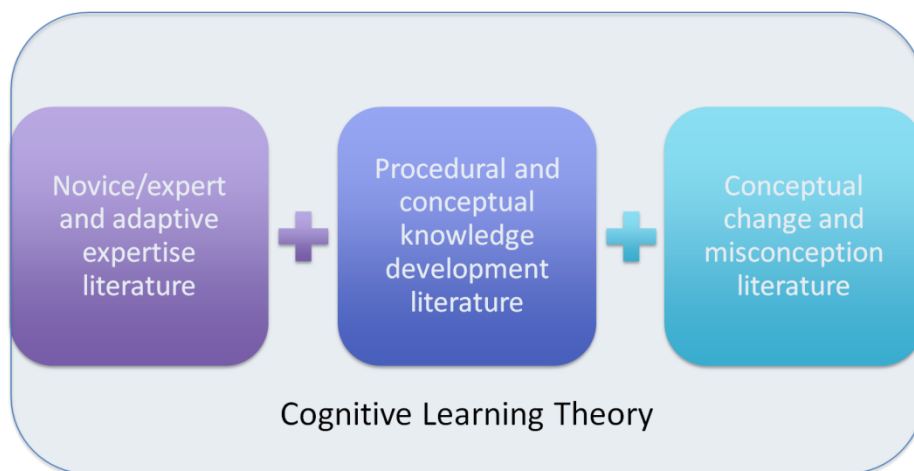 Novice/expert
and adaptive
expertise
literature
Procedural and
conceptual
knowledge
development
literature
Conceptual
change and
misconception
literature
Cognitive Learning Theory